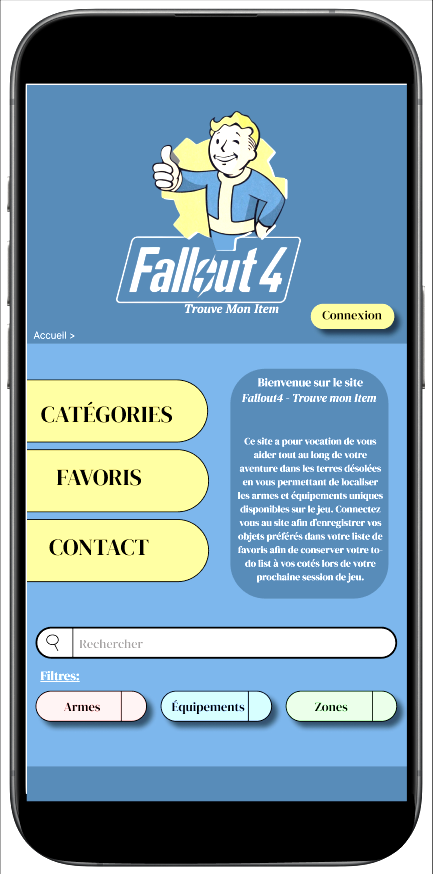 Fallout 4
Trouve Mon Item
Connexion
Accueil >
CATÉGORIES
FAVORIS
CONTACT
Bienvenue sur le site
Fallout4 - Trouve mon Item
Ce site a pour vocation de vous
aider tout au long de votre
aventure dans les terres désolées
en vous permettant de localiser
les armes et équipements uniques
disponibles sur le jeu. Connectez
vous au site afin d'enregistrer vos
objets préférés dans votre liste de
favoris afin de conserver votre to-
do list à vos cotés lors de votre
prochaine session de jeu.
Rechercher
Filtres:
Armes
Équipements
Zones